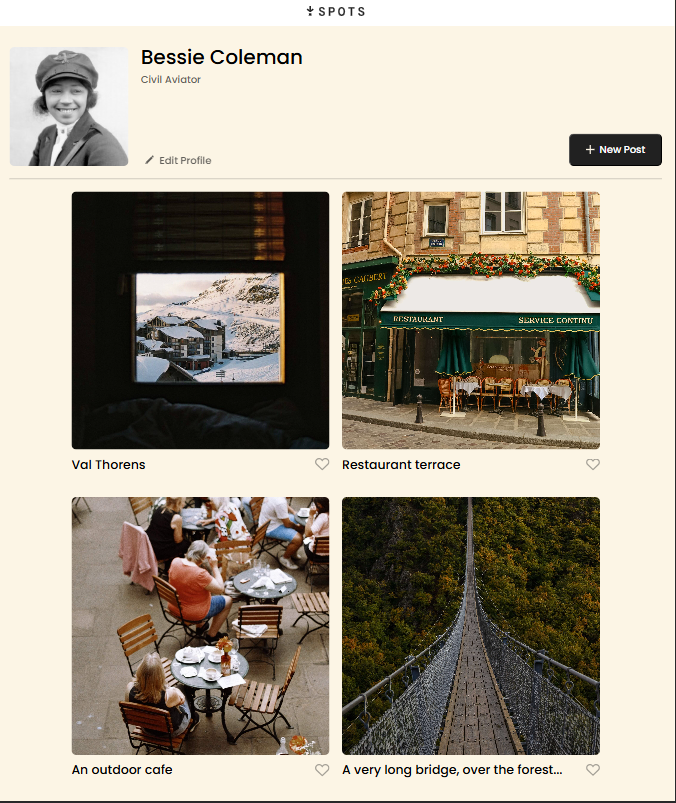 SPOTS
Bessie Coleman
Civil Aviator
Edit Profile
+ New Post
RESTAURANT
SERVICE CONTINU
Val Thorens
Restaurant terrace
An outdoor cafe
A very long bridge, over the forest...